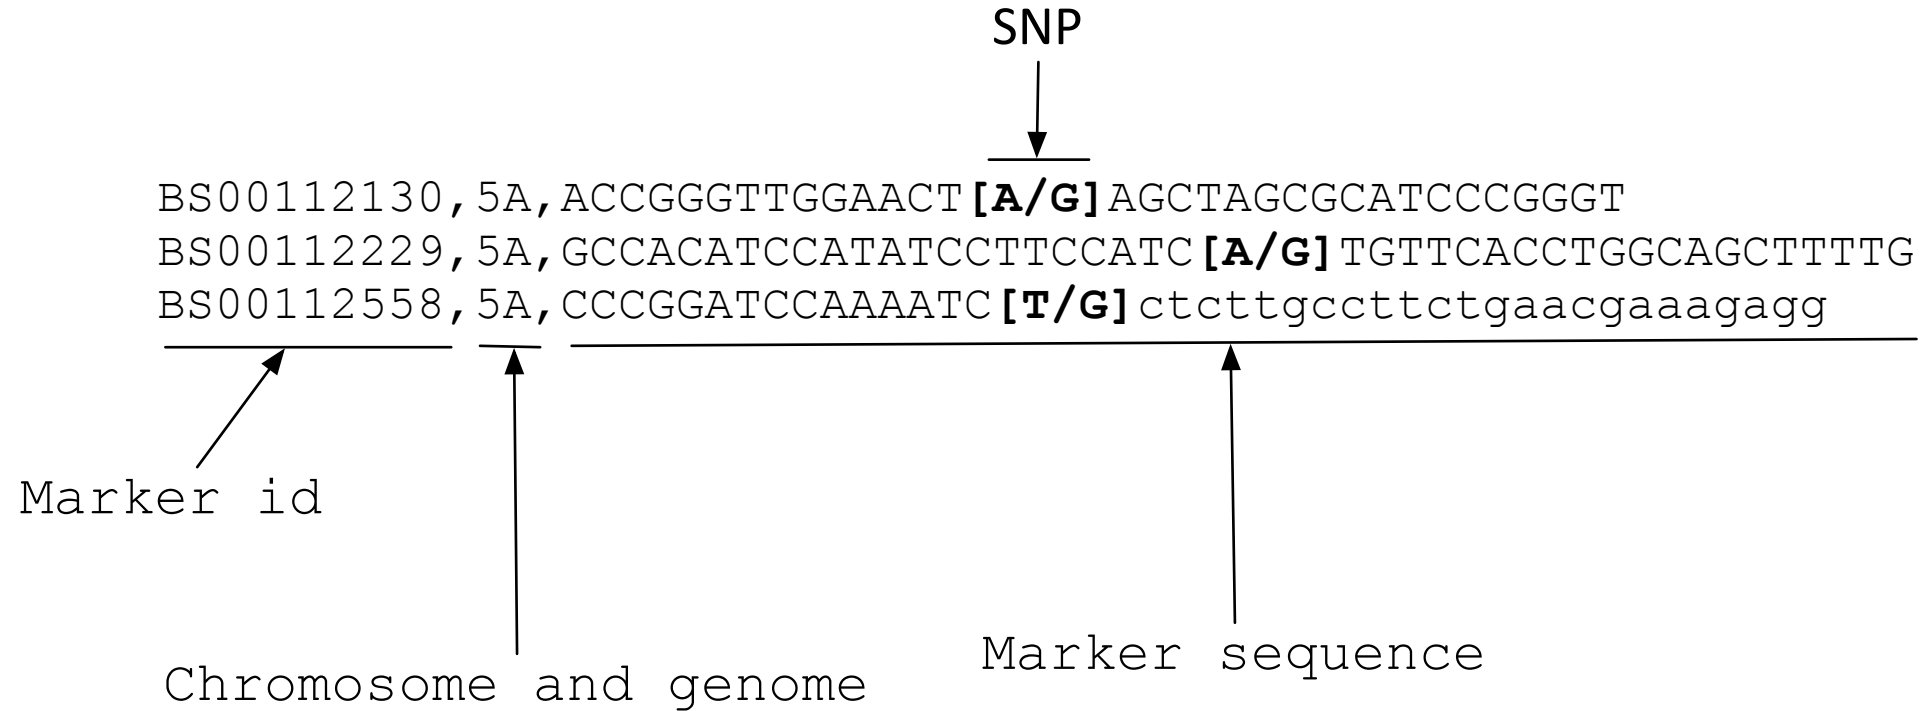 SNP
BS00112130,5A,ACCGGGTTGGAACT[A/G]AGCTAGCGCATCCCGGGT
BS00112229,5A,GCCACATCCATATCCTTCCATC[A/G]TGTTCACCTGGCAGCTTTTG
BS00112558,5A,CCCGGATCCAAAATC[T/G]ctcttgccttctgaacgaaagagg
Marker id
Marker sequence
Chromosome and genome